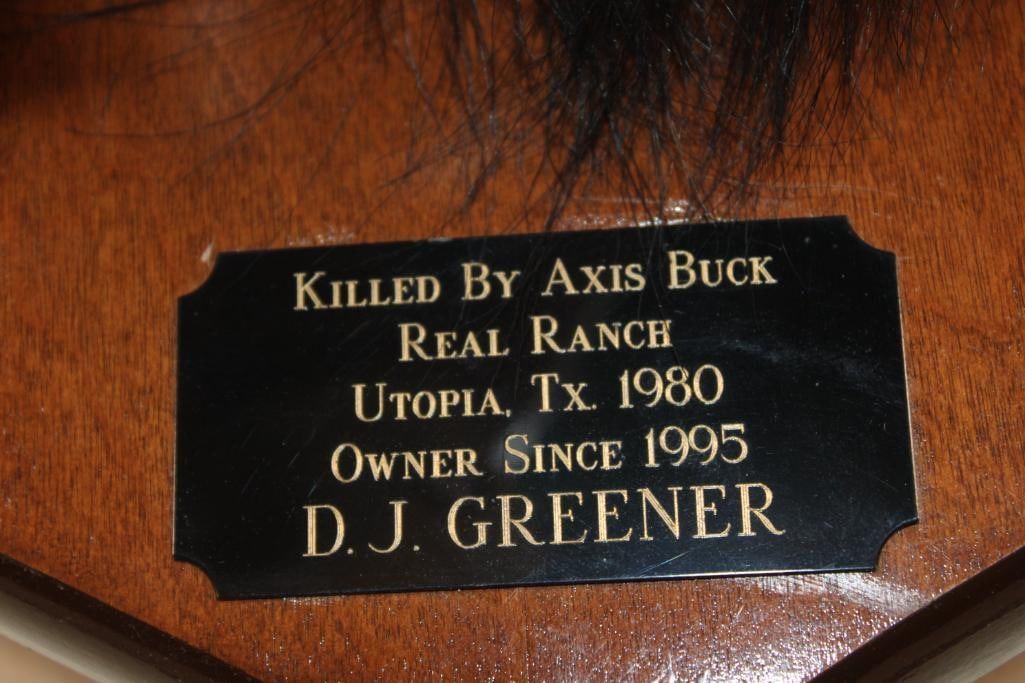 Killed By Axis Buck
Real Ranch
Utopia, Tx. 1980
Owner Since 1995
D. J. GREENER